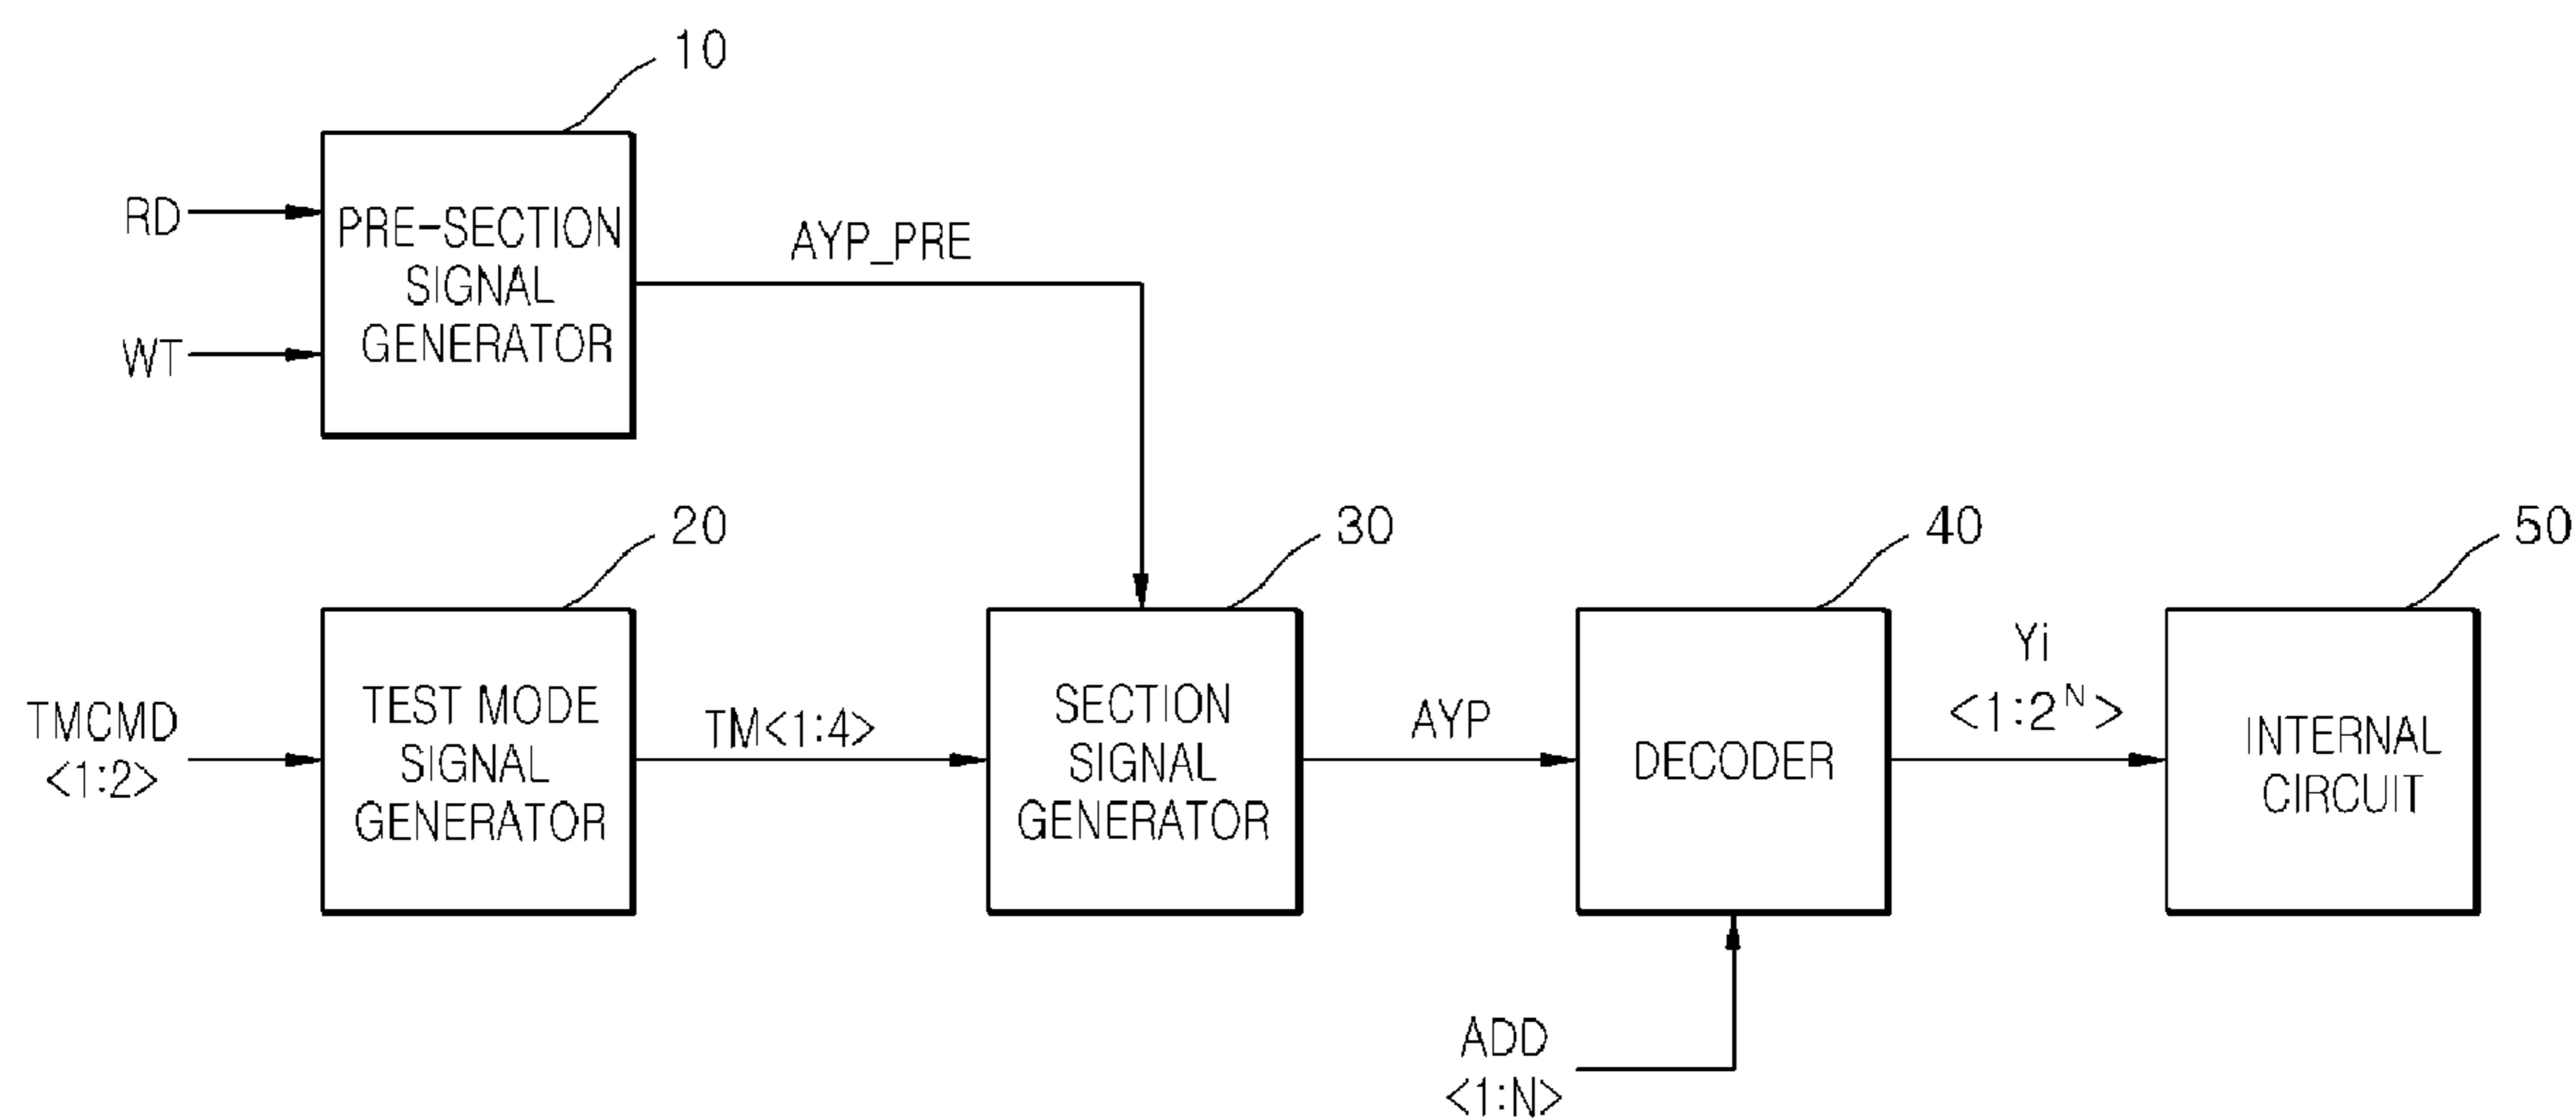 10
RD
PRE-SECTION
SIGNAL
GENERATOR
WT
AYP_PRE
20
30
40
50
TMCMD
<1:2>
TEST MODE
SIGNAL
GENERATOR
TM<1:4>
SECTION
SIGNAL
GENERATOR
AYP
DECODER
Yi
<1:2^N>
INTERNAL
CIRCUIT
ADD
<1:N>